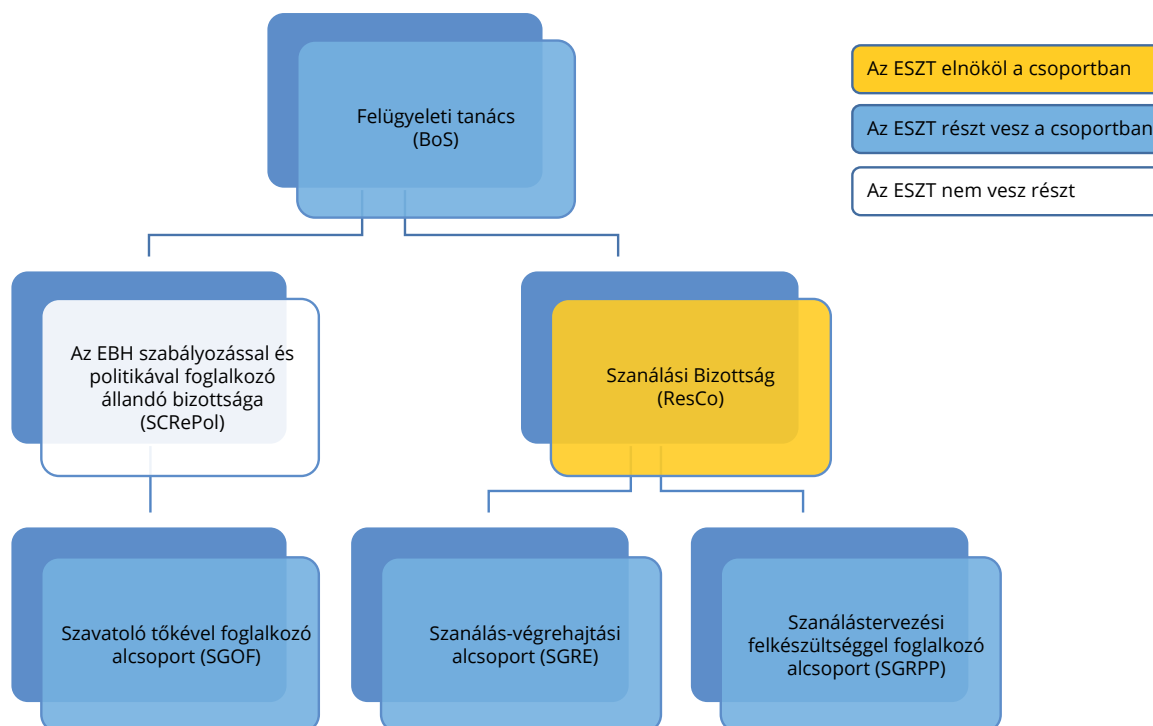 Felügyeleti tanács
(BoS)
Az ESZT elnököl a csoportban
Az ESZT részt vesz a csoportban
Az ESZT nem vesz részt
Az EBH szabályozással és
politikával foglalkozó
állandó bizottsága
(SCRePol)
Szanálási Bizottság
(ResCo)
Szavatoló tőkével foglalkozó
alcsoport (SGOF)
Szanálás-végrehajtási
alcsoport (SGRE)
Szanálástervezési
felkészültséggel foglalkozó
alcsoport (SGRPP)